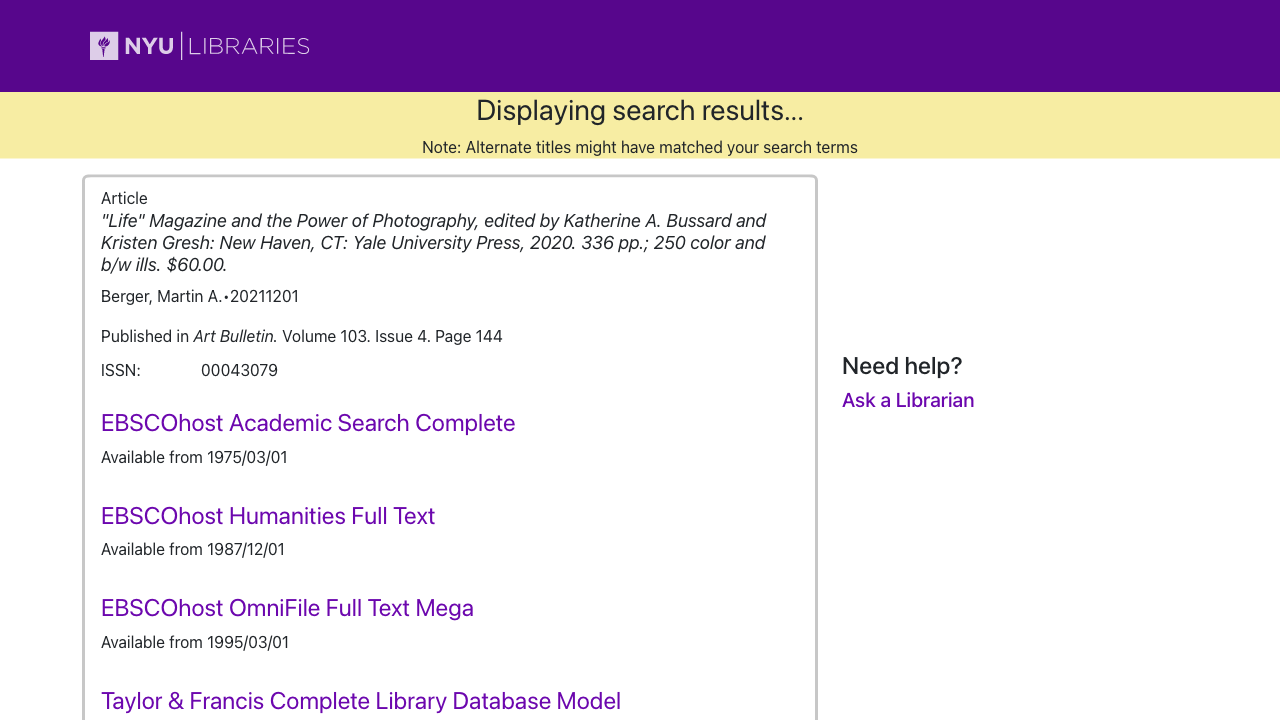 NYU LIBRARIES
Displaying search results...
Note: Alternate titles might have matched your search terms
Article
"Life" Magazine and the Power of Photography, edited by Katherine A. Bussard and
Kristen Gresh: New Haven, CT: Yale University Press, 2020. 336 pp.; 250 color and
b/w ills. $60.00.
Berger, Martin A.•20211201
Published in Art Bulletin. Volume 103. Issue 4. Page 144
ISSN: 00043079
EBSCOhost Academic Search Complete
Available from 1975/03/01
EBSCOhost Humanities Full Text
Available from 1987/12/01
EBSCOhost OmniFile Full Text Mega
Available from 1995/03/01
Taylor & Francis Complete Library Database Model
Need help?
Ask a Librarian